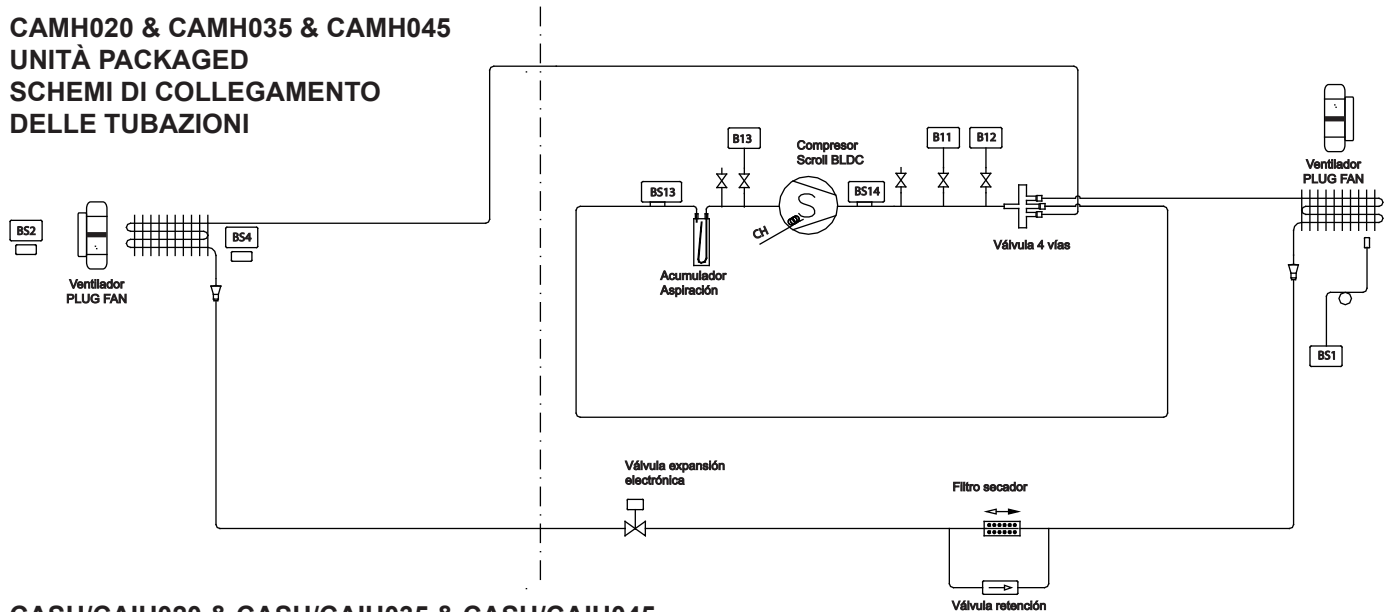 CAMH020 & CAMH035 & CAMH045
UNITÀ PACKAGED
SCHEMI DI COLLEGAMENTO
DELLE TUBAZIONI
BS2
Ventilador
PLUG FAN
BS4
BS13
B13
Acumulador
Aspiración
Compresor
Scroll BLDC
S
CH
BS14
B11
B12
Válvula 4 vías
Ventilador
PLUG FAN
BS1
Válvula expansión
electrónica
Filtro secador
Válvula retención